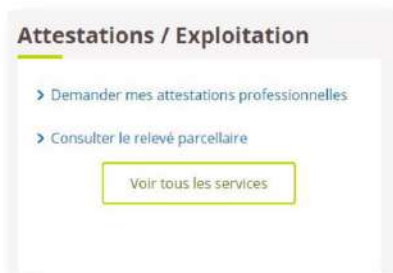 Attestations / Exploitation
> Demander mes attestations professionnelles
> Consulter le relevé parcellaire
Voir tous les services